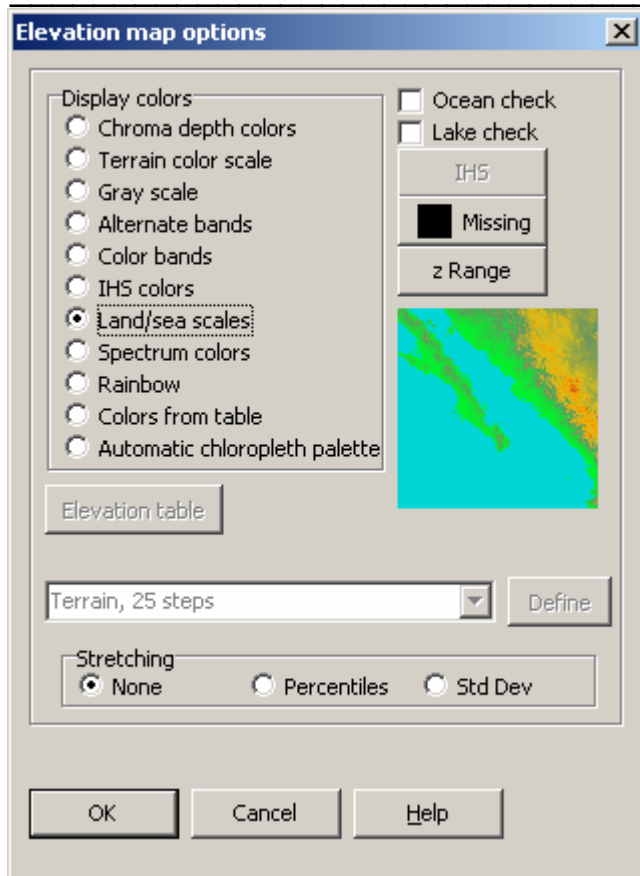 Elevation map options
Display colors
Chroma depth colors
Terrain color scale
Gray scale
Alternate bands
Color bands
IHS colors
Land/sea scales
Spectrum colors
Rainbow
Colors from table
Automatic chloropleth palette
Ocean check
Lake check
IHS
Missing
z Range
Elevation table
Terrain, 25 steps
Define
Stretching
None Percentiles Std Dev
OK Cancel Help